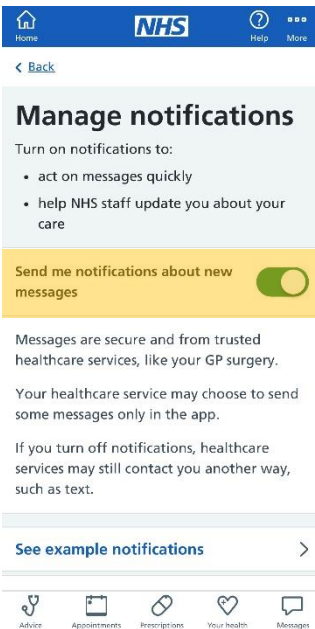 NHS
Home
Help
More
Back
Manage notifications
Turn on notifications to:
• act on messages quickly
• help NHS staff update you about your
care
Send me notifications about new
messages
Messages are secure and from trusted
healthcare services, like your GP surgery.
Your healthcare service may choose to send
some messages only in the app.
If you turn off notifications, healthcare
services may still contact you another way,
such as text.
See example notifications
Advice
Appointments
Prescriptions
Your health
Messages